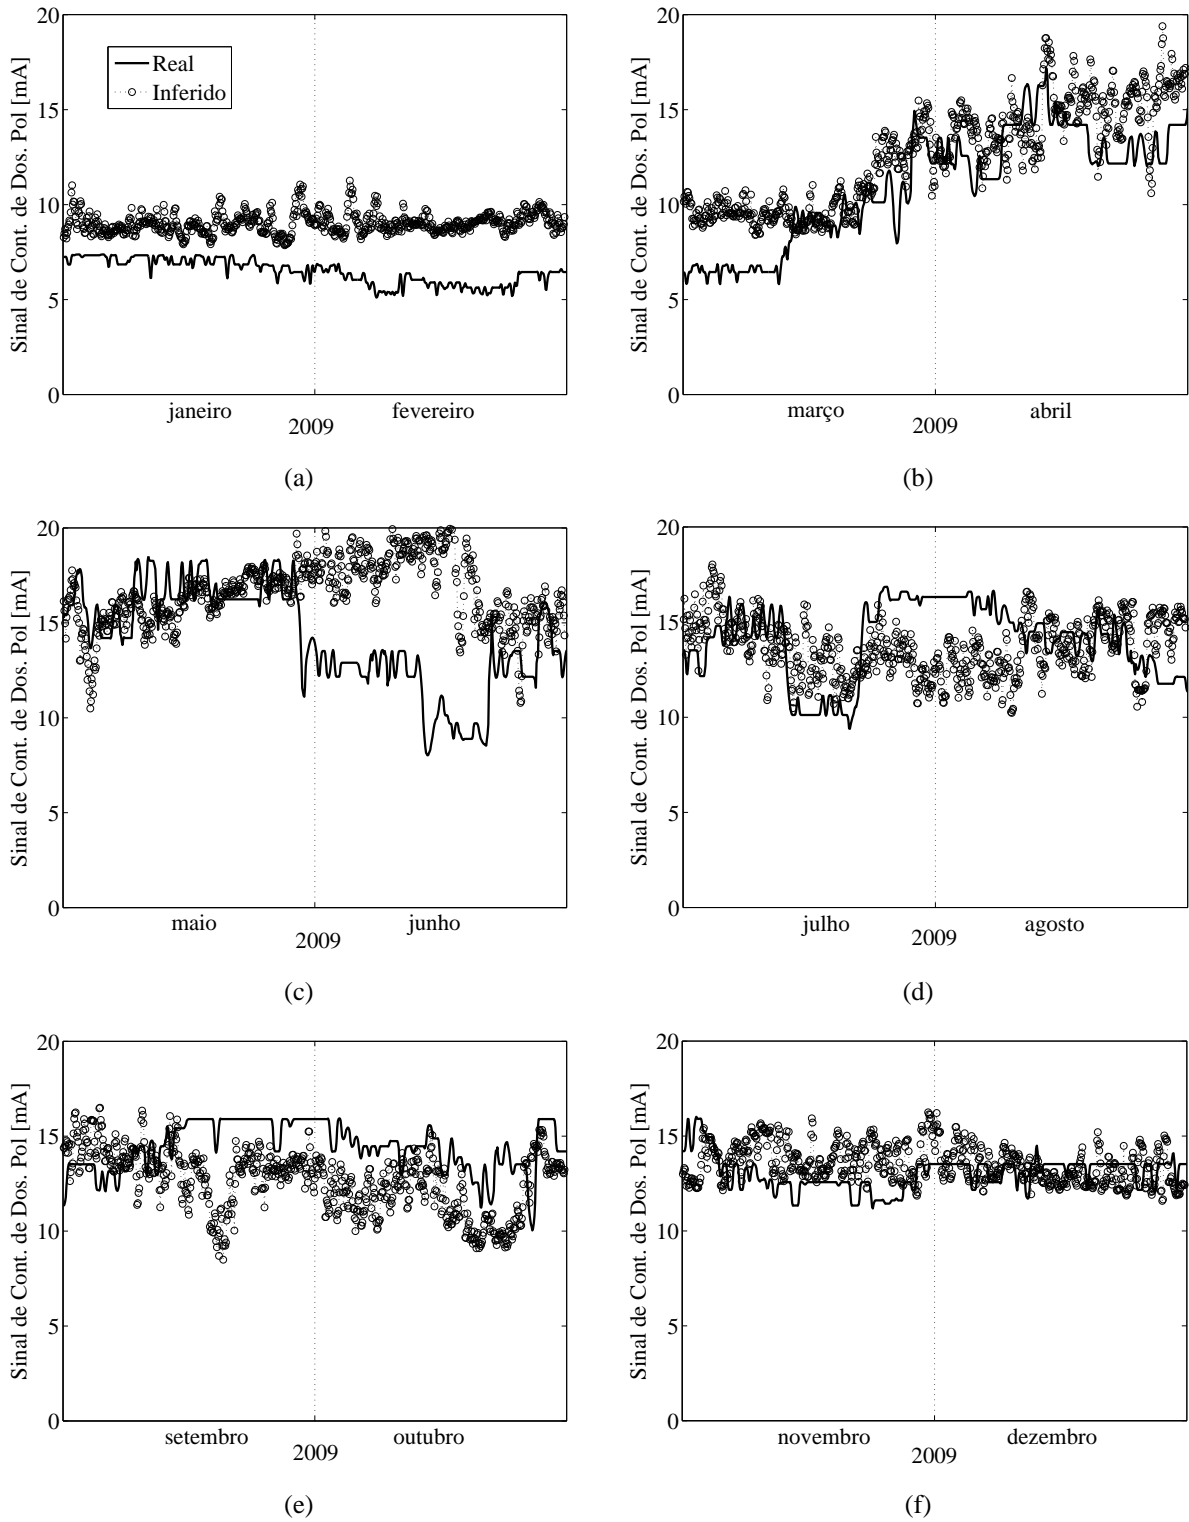 Sinal de Cont. de Dos. Pol [mA]
20
15
10
5
0
Real
Inferido
janeiro
fevereiro
2009
(a)
Sinal de Cont. de Dos. Pol [mA]
20
15
10
5
0
março
abril
2009
(b)
Sinal de Cont. de Dos. Pol [mA]
20
15
10
5
0
maio
junho
2009
(c)
Sinal de Cont. de Dos. Pol [mA]
20
15
10
5
0
julho
agosto
2009
(d)
Sinal de Cont. de Dos. Pol [mA]
20
15
10
5
0
setembro
outubro
2009
(e)
Sinal de Cont. de Dos. Pol [mA]
20
15
10
5
0
novembro
dezembro
2009
(f)